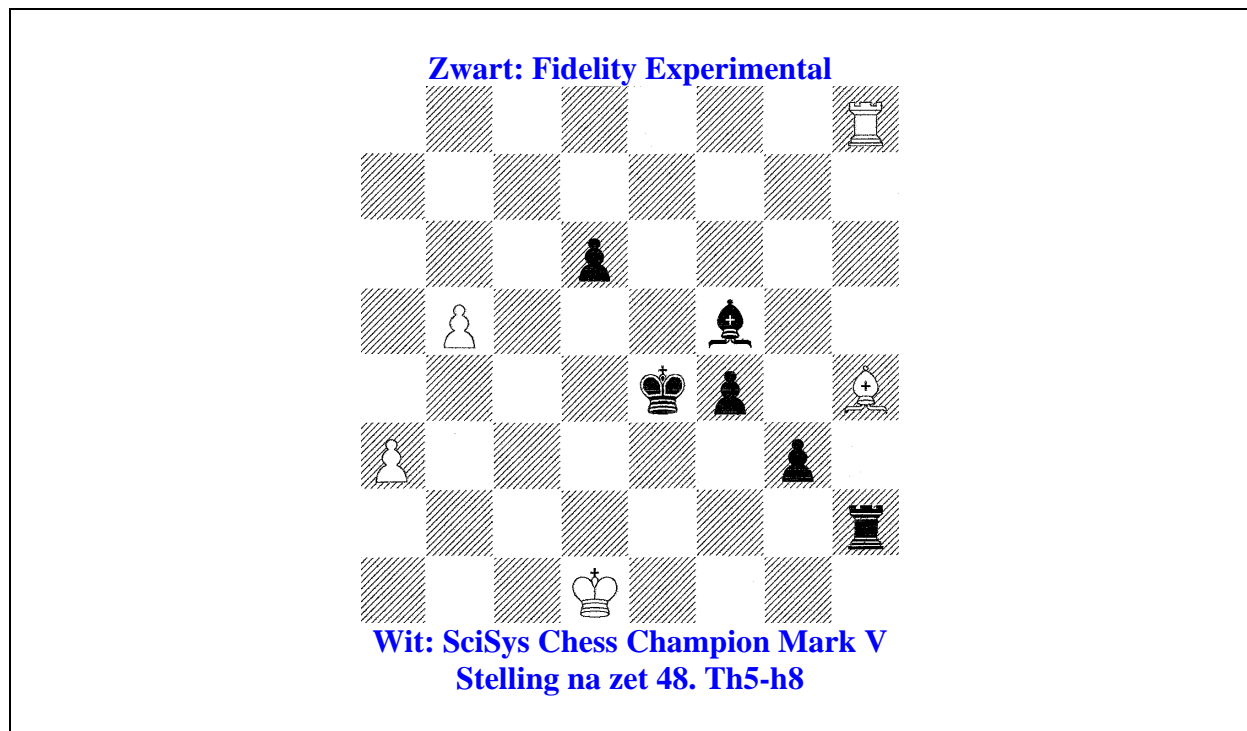 Zwart: Fidelity Experimental
Wit: SciSys Chess Champion Mark V
Stelling na zet 48. Th5-h8